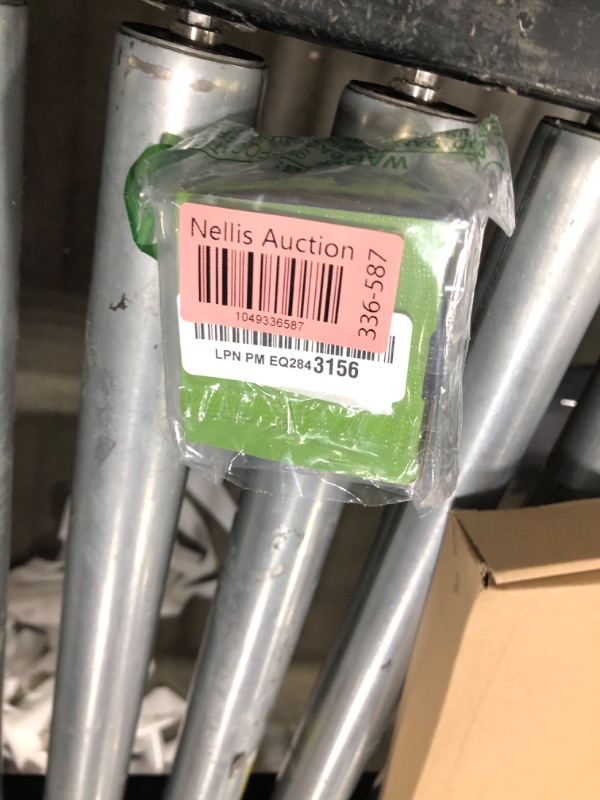 Nellis Auction
336-587
1049336587
LPN PM EQ2843156